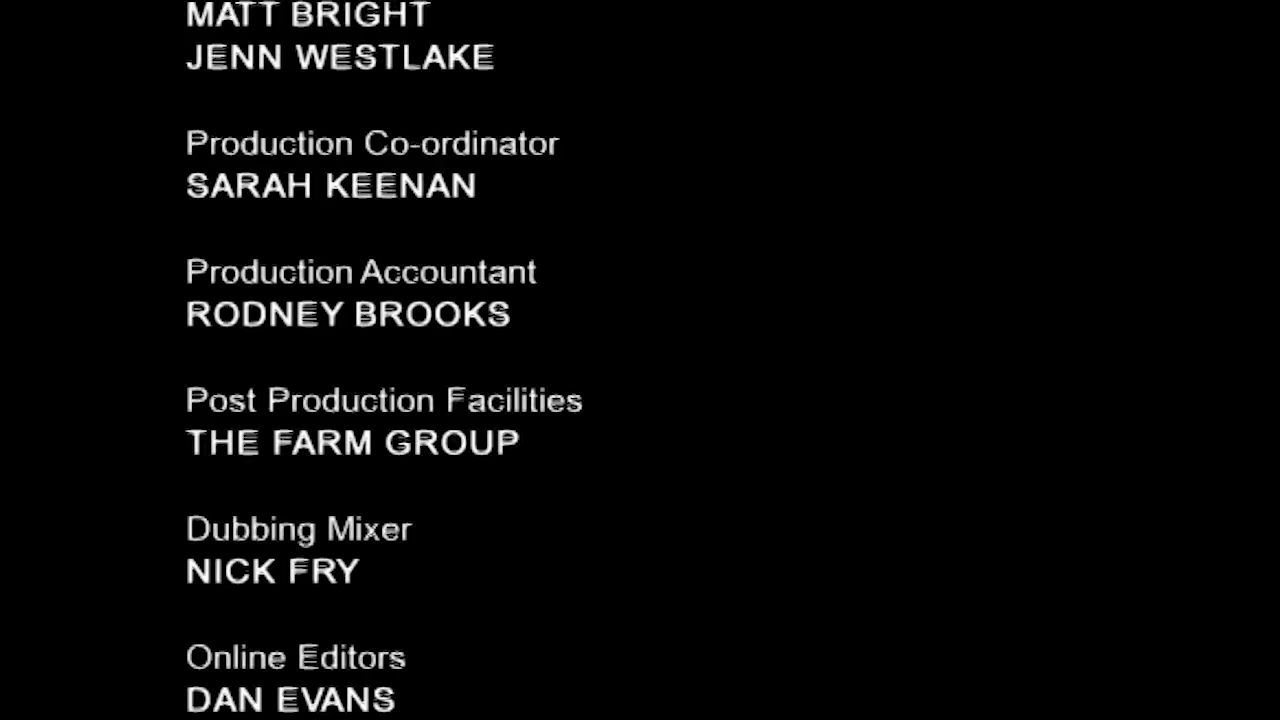 MATT BRIGHT
JENN WESTLAKE
Production Co-ordinator
SARAH KEENAN
Production Accountant
RODNEY BROOKS
Post Production Facilities
THE FARM GROUP
Dubbing Mixer
NICK FRY
Online Editors
DAN EVANS